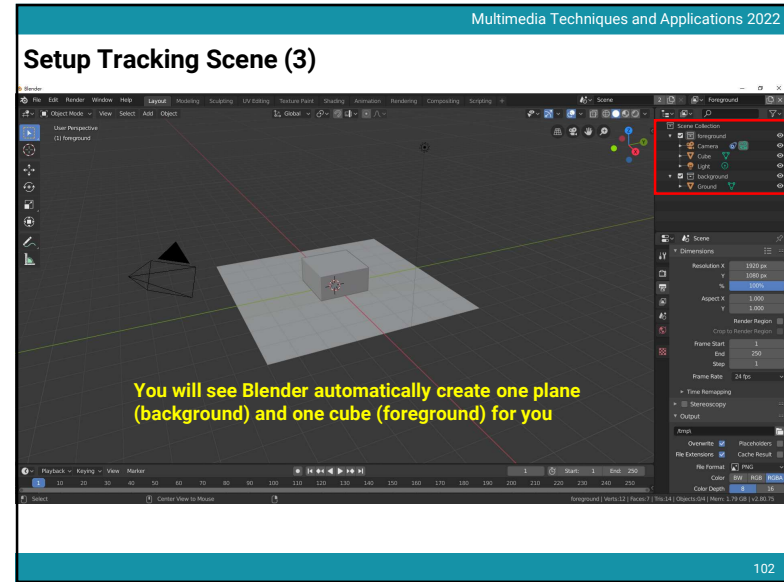 Multimedia Techniques and Applications 2022
Setup Tracking Scene (3)
Blender
File Edit Render Window Help Layout Modeling Sculpting UV Editing Texture Paint Shading Animation Rendering Compositing Scripting + Scene 2 Foreground
Object Mode View Select Add Object Global
User Perspective
(1) foreground
Scene Collection
foreground
Camera
Cube
Light
background
Ground
Scene
Dimensions
Resolution X 1920 px
Y 1080 px
% 100%
Aspect X 1.000
Y 1.000
Render Region
Crop to Render Region
Frame Start 1
End 250
Step 1
Frame Rate 24 fps
Time Remapping
Stereoscopy
Output
/tmp\
Overwrite Placeholders
File Extensions Cache Result
File Format PNG
Color BW RGB RGBA
Color Depth 8 16
You will see Blender automatically create one plane
(background) and one cube (foreground) for you
Playback Keying View Marker 1 Start: 1 End: 250
1 10 20 30 40 50 60 70 80 90 100 110 120 130 140 150 160 170 180 190 200 210 220 230 240 250
Select Center View to Mouse foreground | Verts:12 | Faces:7 | Tris:14 | Objects:0/4 | Mem: 1.79 GB | v2.80.75
102